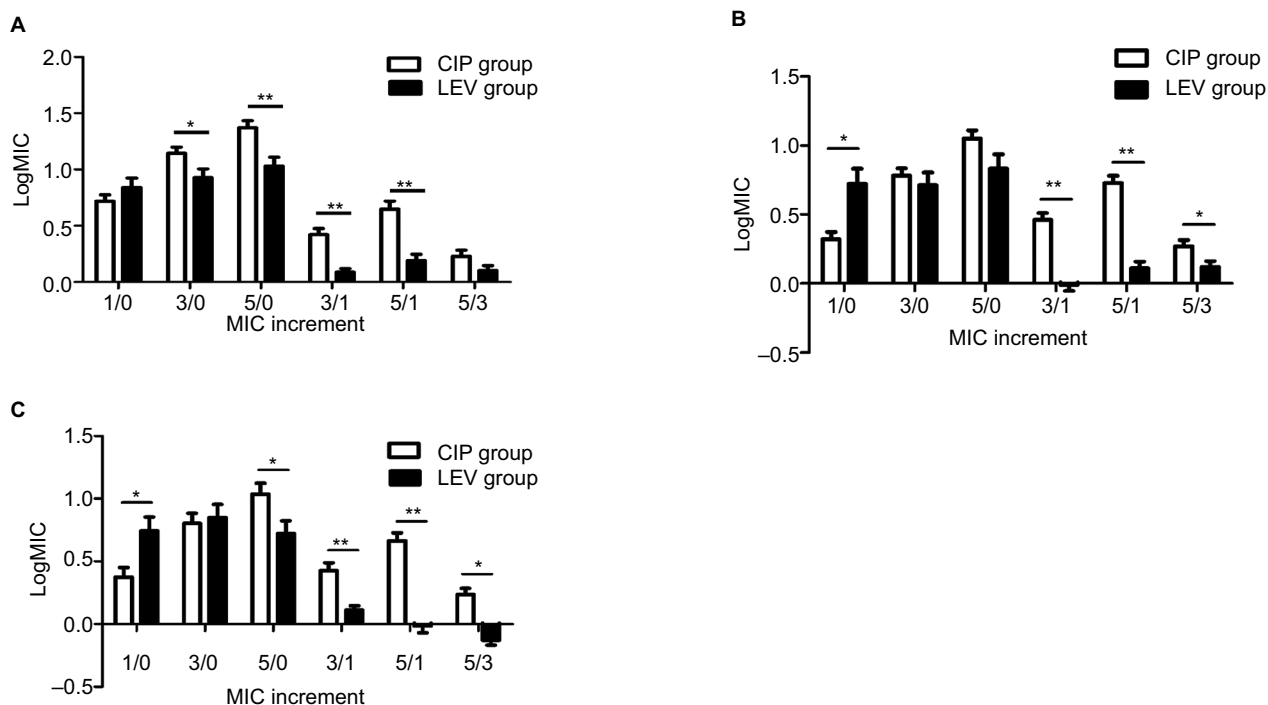 A
2.0
1.5
1.0
0.5
0.0
LogMIC
CIP group
LEV group
*
**
**
**
1/0 3/0 5/0 3/1 5/1 5/3
MIC increment
B
1.5
1.0
0.5
0.0
–0.5
LogMIC
CIP group
LEV group
*
**
**
*
1/0 3/0 5/0 3/1 5/1 5/3
MIC increment
C
1.5
1.0
0.5
0.0
–0.5
LogMIC
CIP group
LEV group
*
*
**
**
*
1/0 3/0 5/0 3/1 5/1 5/3
MIC increment